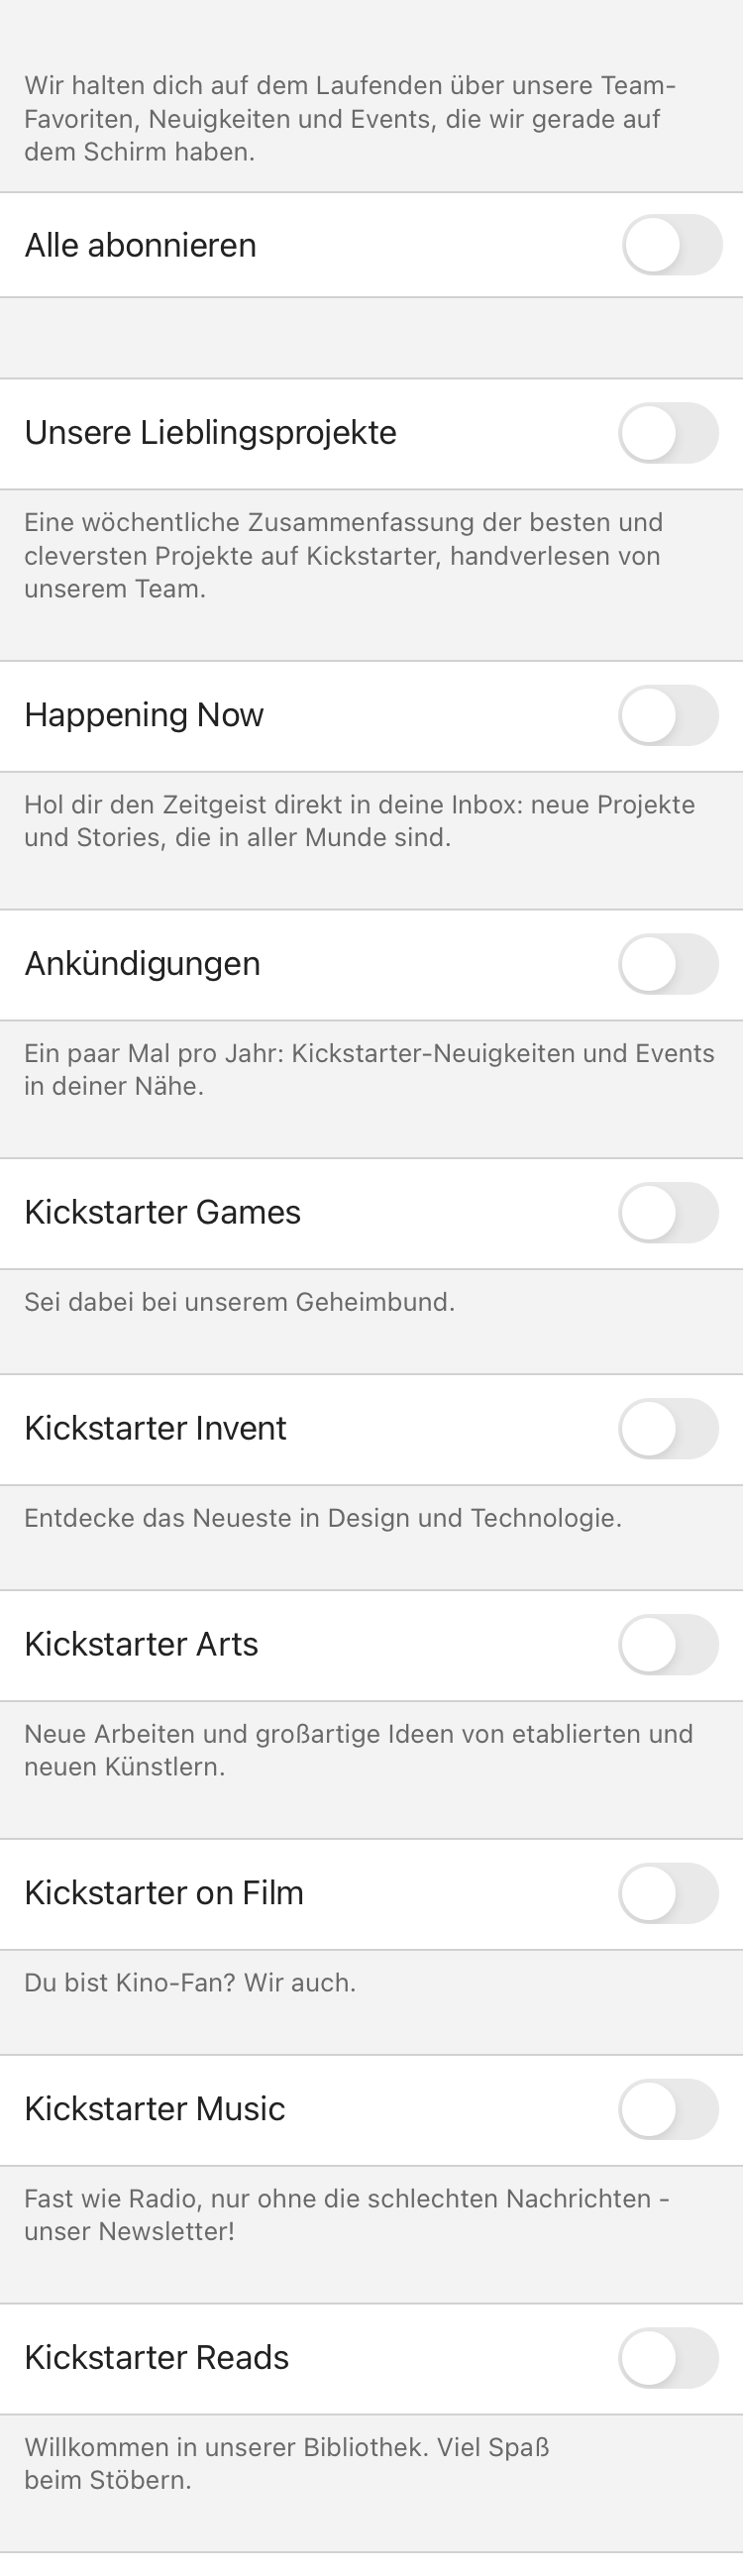 Wir halten dich auf dem Laufenden über unsere Team-
Favoriten, Neuigkeiten und Events, die wir gerade auf
dem Schirm haben.
Alle abonnieren
Unsere Lieblingsprojekte
Eine wöchentliche Zusammenfassung der besten und
cleversten Projekte auf Kickstarter, handverlesen von
unserem Team.
Happening Now
Hol dir den Zeitgeist direkt in deine Inbox: neue Projekte
und Stories, die in aller Munde sind.
Ankündigungen
Ein paar Mal pro Jahr: Kickstarter-Neuigkeiten und Events
in deiner Nähe.
Kickstarter Games
Sei dabei bei unserem Geheimbund.
Kickstarter Invent
Entdecke das Neueste in Design und Technologie.
Kickstarter Arts
Neue Arbeiten und großartige Ideen von etablierten und
neuen Künstlern.
Kickstarter on Film
Du bist Kino-Fan? Wir auch.
Kickstarter Music
Fast wie Radio, nur ohne die schlechten Nachrichten -
unser Newsletter!
Kickstarter Reads
Willkommen in unserer Bibliothek. Viel Spaß
beim Stöbern.